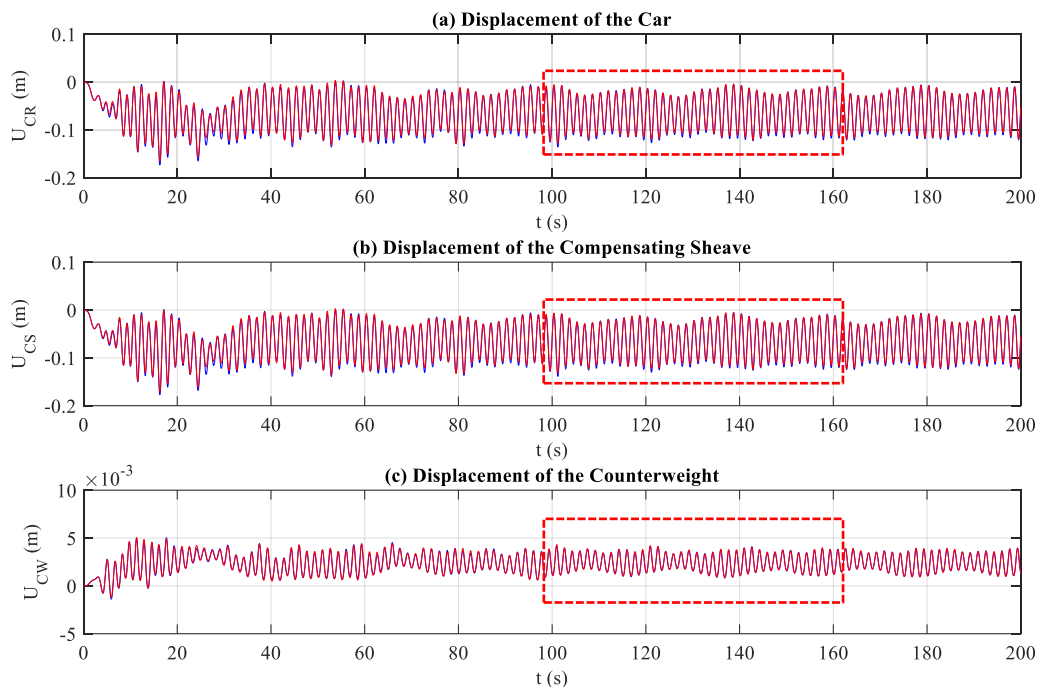 (a) Displacement of the Car
0.1
0
-0.1
-0.2
U_CR (m)
0 20 40 60 80 100 120 140 160 180 200
t (s)
(b) Displacement of the Compensating Sheave
0.1
0
-0.1
-0.2
U_CS (m)
0 20 40 60 80 100 120 140 160 180 200
t (s)
(c) Displacement of the Counterweight
×10⁻³
10
5
0
-5
U_CW (m)
0 20 40 60 80 100 120 140 160 180 200
t (s)